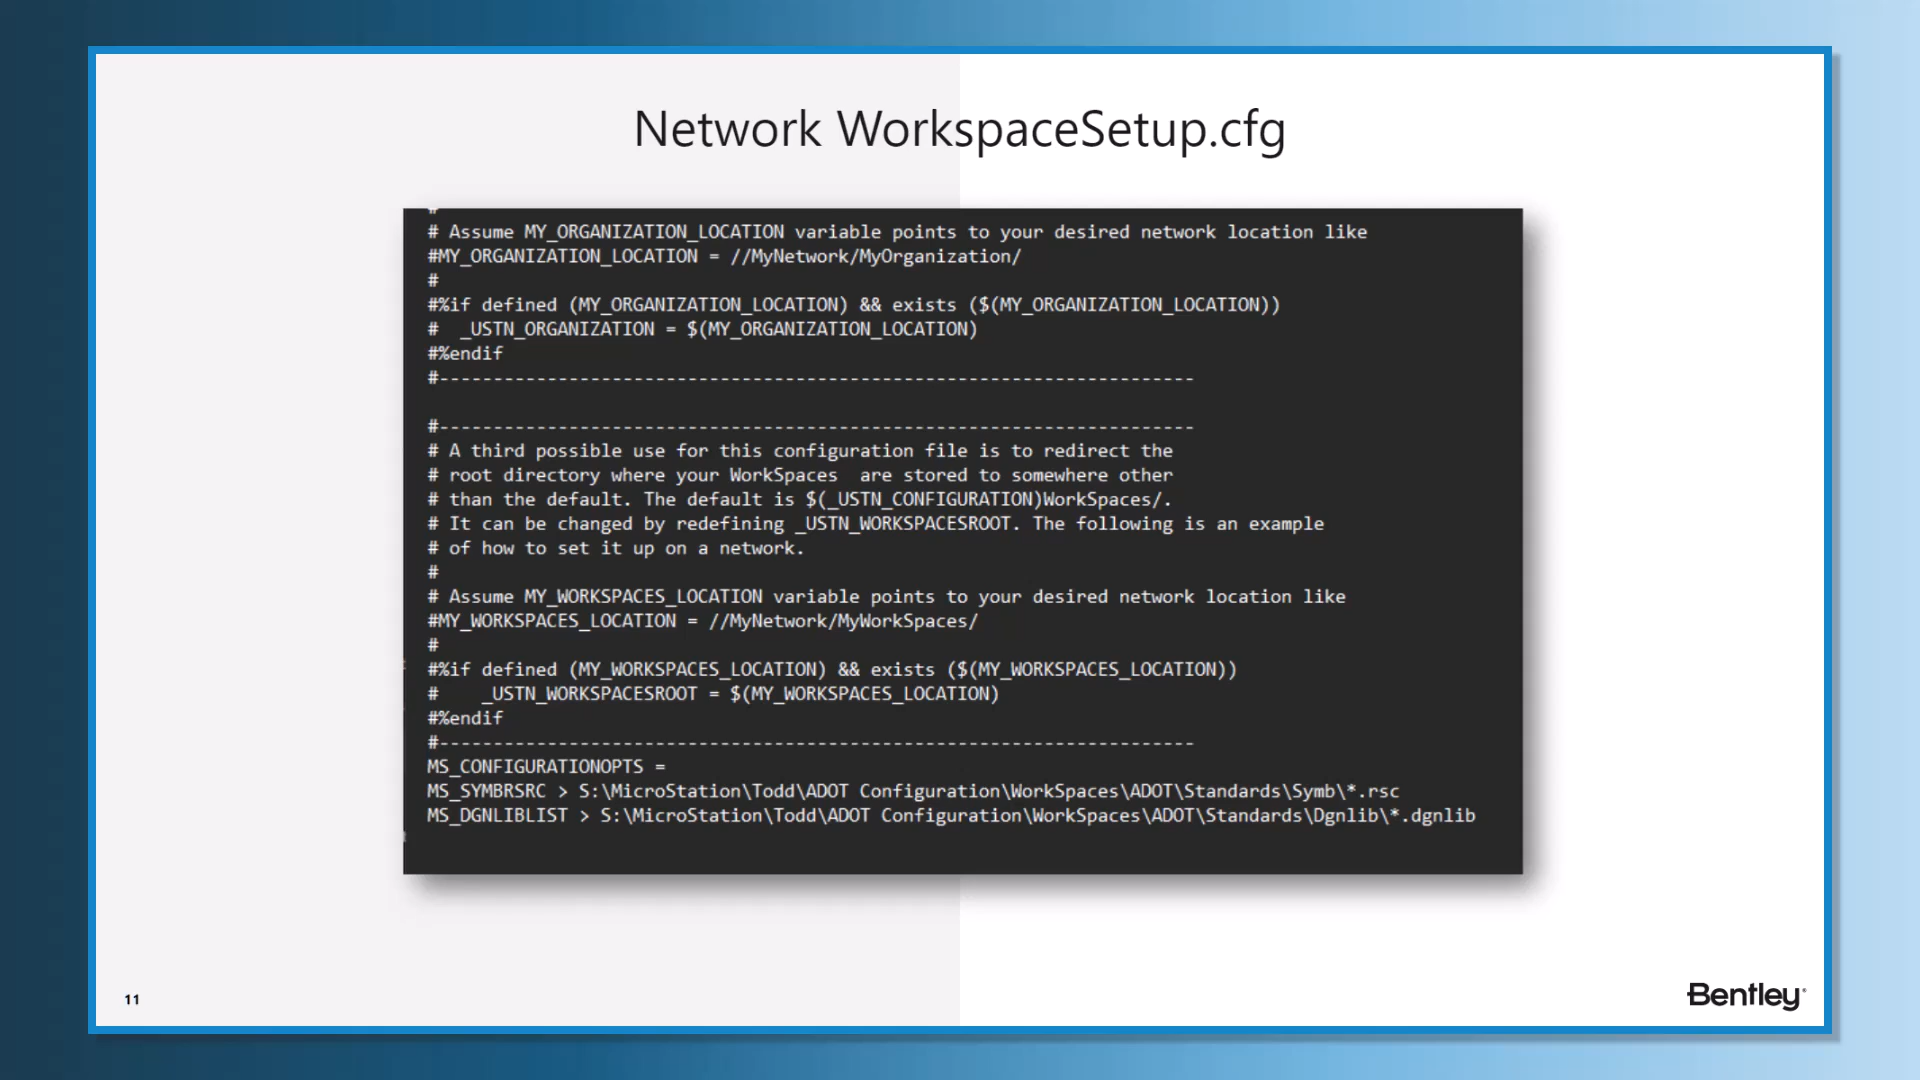 Network WorkspaceSetup.cfg
#
# Assume MY_ORGANIZATION_LOCATION variable points to your desired network location like
#MY_ORGANIZATION_LOCATION = //MyNetwork/MyOrganization/
#
#%if defined (MY_ORGANIZATION_LOCATION) && exists ($(MY_ORGANIZATION_LOCATION))
#  _USTN_ORGANIZATION = $(MY_ORGANIZATION_LOCATION)
#%endif
#----------------------------------------------------------------------
#----------------------------------------------------------------------
# A third possible use for this configuration file is to redirect the
# root directory where your WorkSpaces  are stored to somewhere other
# than the default. The default is $(_USTN_CONFIGURATION)WorkSpaces/.
# It can be changed by redefining _USTN_WORKSPACESROOT. The following is an example
# of how to set it up on a network.
#
# Assume MY_WORKSPACES_LOCATION variable points to your desired network location like
#MY_WORKSPACES_LOCATION = //MyNetwork/MyWorkSpaces/
#
#%if defined (MY_WORKSPACES_LOCATION) && exists ($(MY_WORKSPACES_LOCATION))
#    _USTN_WORKSPACESROOT = $(MY_WORKSPACES_LOCATION)
#%endif
#----------------------------------------------------------------------
MS_CONFIGURATIONOPTS =
MS_SYMBRSRC > S:\MicroStation\Todd\ADOT Configuration\WorkSpaces\ADOT\Standards\Symb\*.rsc
MS_DGNLIBLIST > S:\MicroStation\Todd\ADOT Configuration\WorkSpaces\ADOT\Standards\Dgnlib\*.dgnlib
11
Bentley